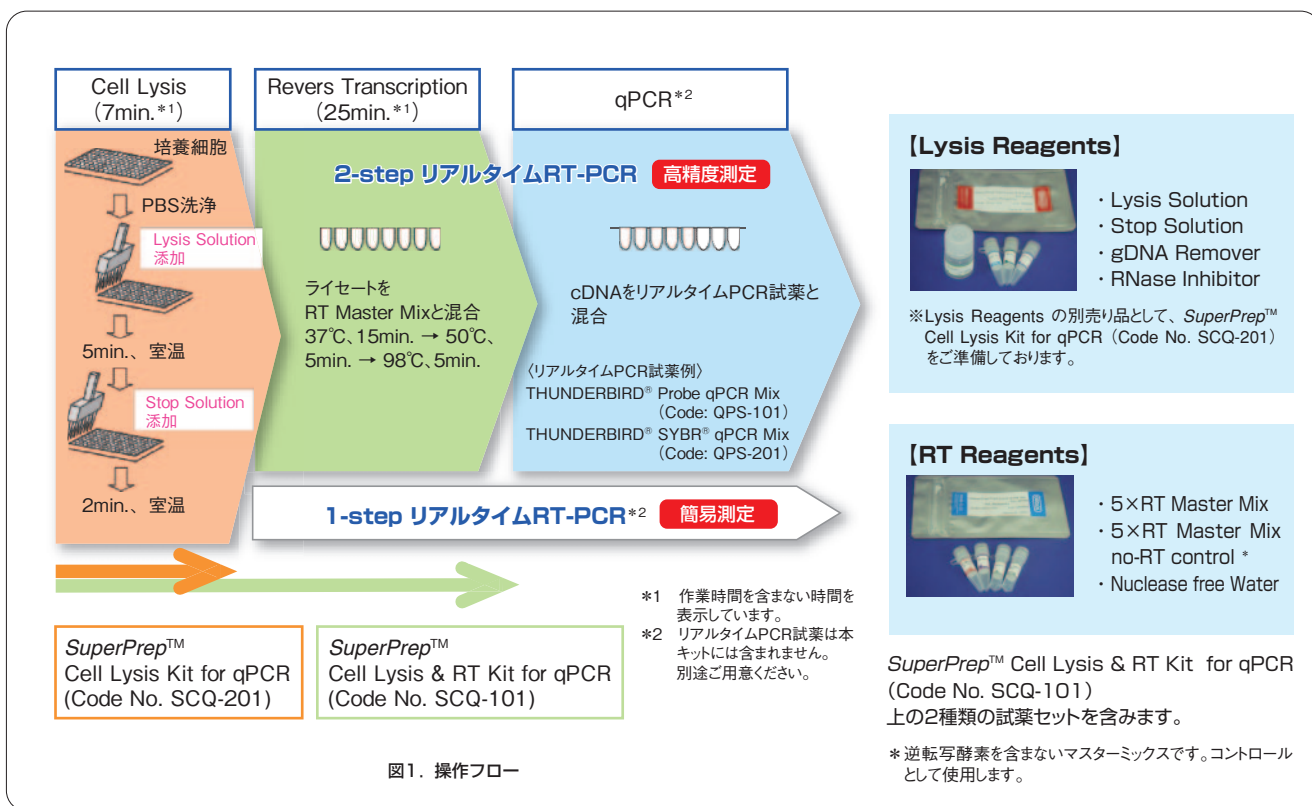 Cell Lysis
(7min.*1)
Revers Transcription
(25min.*1)
qPCR*2
培養細胞
PBS洗浄
Lysis Solution
添加
5min.、室温
Stop Solution
添加
2min.、室温
2-step リアルタイムRT-PCR 高精度測定
ライセートを
RT Master Mixと混合
37℃、15min. → 50℃、
5min. → 98℃、5min.
cDNAをリアルタイムPCR試薬と
混合
〈リアルタイムPCR試薬例〉
THUNDERBIRD® Probe qPCR Mix
(Code: QPS-101)
THUNDERBIRD® SYBR® qPCR Mix
(Code: QPS-201)
1-step リアルタイムRT-PCR*2 簡易測定
SuperPrep™
Cell Lysis Kit for qPCR
(Code No. SCQ-201)
SuperPrep™
Cell Lysis & RT Kit for qPCR
(Code No. SCQ-101)
*1 作業時間を含まない時間を
表示しています。
*2 リアルタイムPCR試薬は本
キットには含まれません。
別途ご用意ください。
図1. 操作フロー
【Lysis Reagents】
・Lysis Solution
・Stop Solution
・gDNA Remover
・RNase Inhibitor
※Lysis Reagents の別売り品として、SuperPrep™
Cell Lysis Kit for qPCR (Code No. SCQ-201)
をご準備しております。
【RT Reagents】
・5×RT Master Mix
・5×RT Master Mix
no-RT control *
・Nuclease free Water
SuperPrep™ Cell Lysis & RT Kit for qPCR
(Code No. SCQ-101)
上の2種類の試薬セットを含みます。
*逆転写酵素を含まないマスターミックスです。コントロール
として使用します。